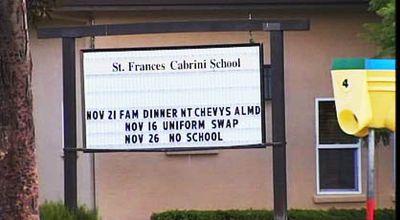 St. Frances Cabrini School
NOV 21 FAM DINNER NT CHEVYS ALMD
NOV 16 UNIFORM SWAP
NOV 26 NO SCHOOL
4